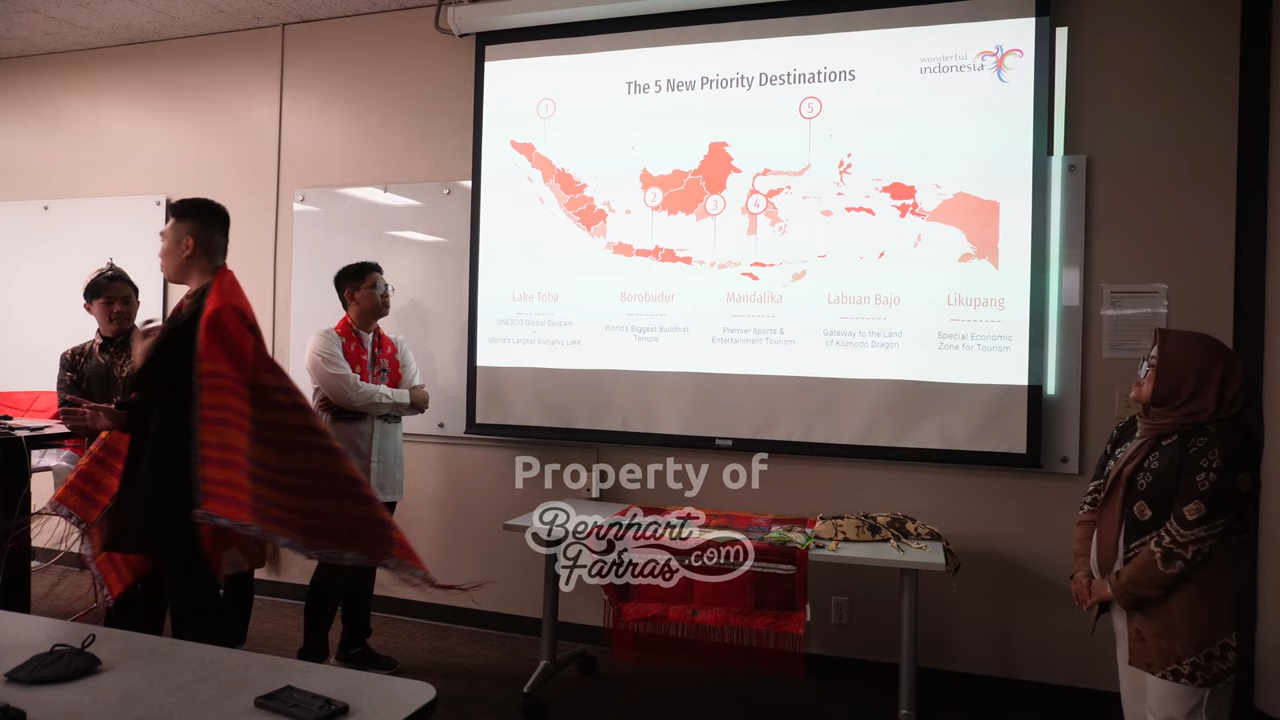 wonderful
indonesia
The 5 New Priority Destinations
1
5
2
3
4
Lake Toba
UNESCO Global Geopark
World's Largest Volcanic Lake
Borobudur
World's Biggest Buddhist
Temple
Mandalika
Premier Sports &
Entertainment Tourism
Labuan Bajo
Gateway to the Land
of Komodo Dragon
Likupang
Special Economic
Zone for Tourism
Property of
Bernhart
& Farras.com